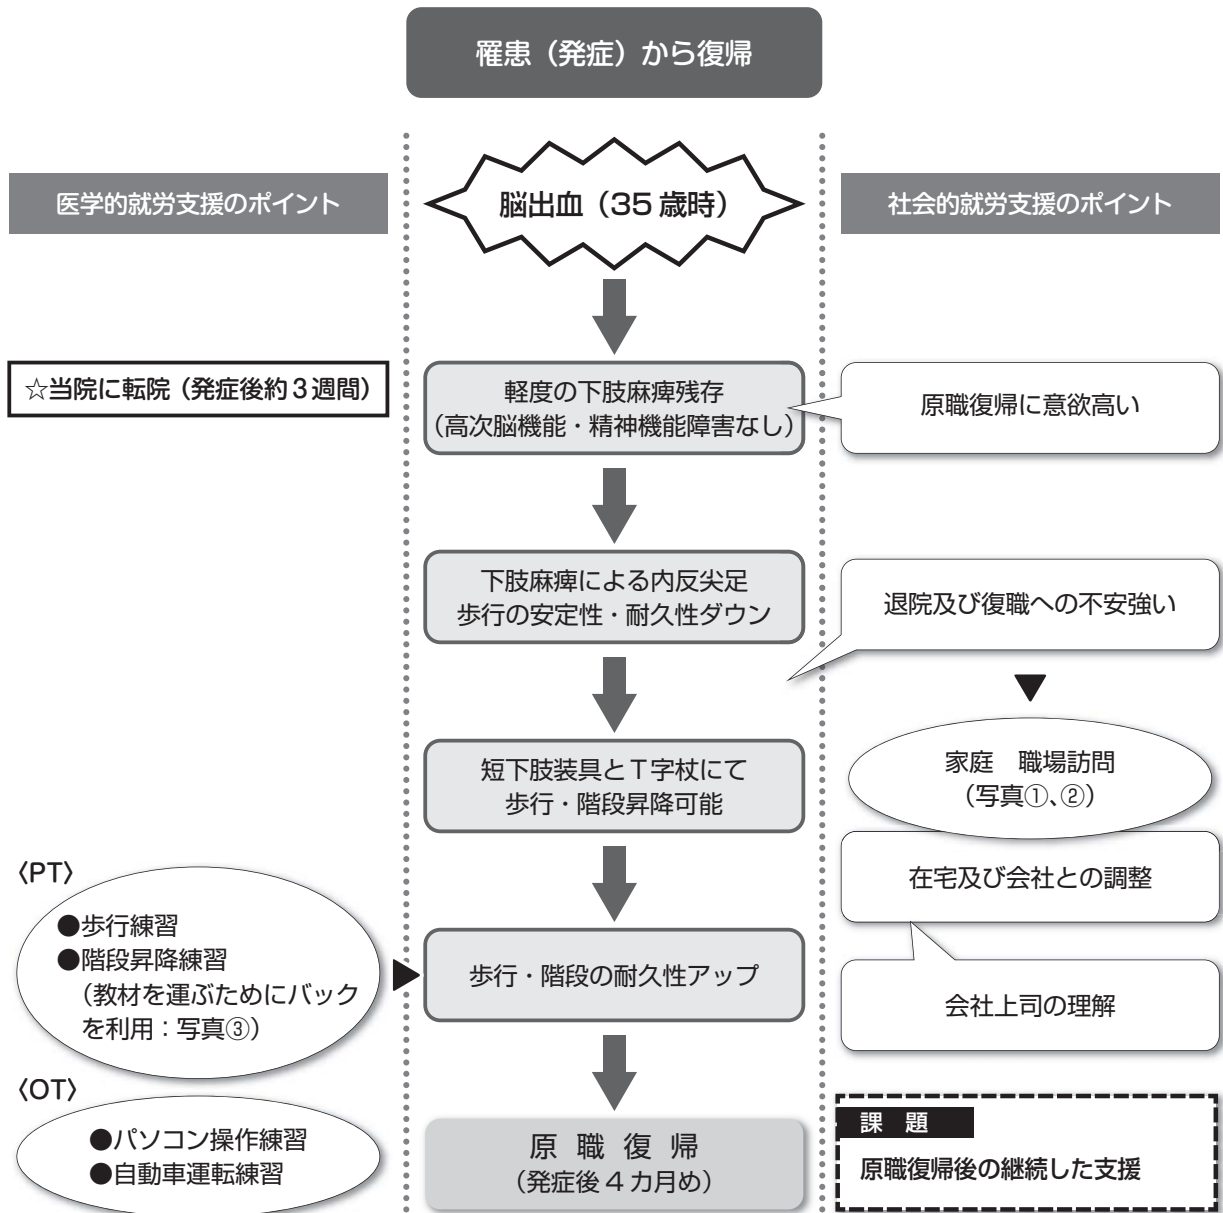 罹患（発症）から復帰
医学的就労支援のポイント
脳出血（35 歳時）
社会的就労支援のポイント
☆当院に転院（発症後約３週間）
軽度の下肢麻痺残存
（高次脳機能・精神機能障害なし）
原職復帰に意欲高い
下肢麻痺による内反尖足
歩行の安定性・耐久性ダウン
退院及び復職への不安強い
短下肢装具とＴ字杖にて
歩行・階段昇降可能
家庭　職場訪問
（写真①、②）
在宅及び会社との調整
〈PT〉
●歩行練習
●階段昇降練習
（教材を運ぶためにバック
を利用：写真③）
歩行・階段の耐久性アップ
会社上司の理解
〈OT〉
●パソコン操作練習
●自動車運転練習
原 職 復 帰
（発症後 4 カ月め）
課　題
原職復帰後の継続した支援